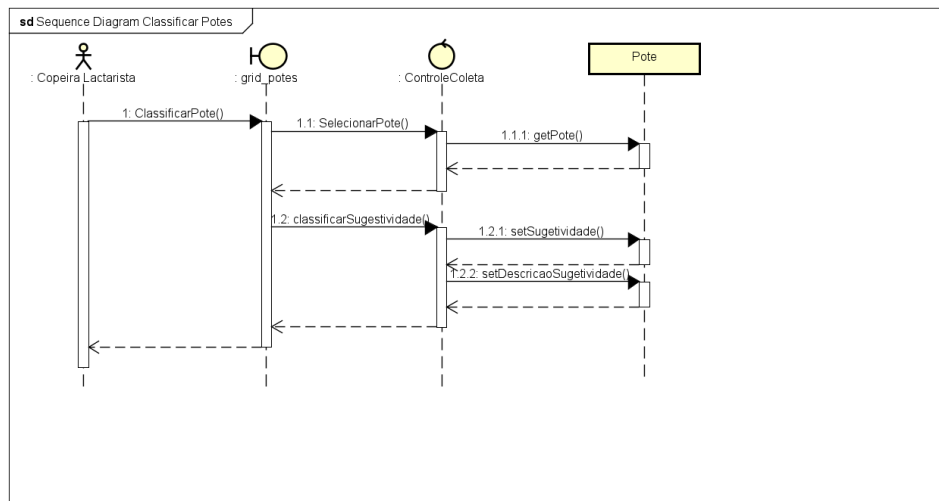 sd Sequence Diagram Classificar Potes
: Copeira Lactarista
: grid_potes
: ControleColeta
Pote
1: ClassificarPote()
1.1: SelecionarPote()
1.1.1: getPote()
1.2: classificarSugestividade()
1.2.1: setSugetividade()
1.2.2: setDescricaoSugetividade()